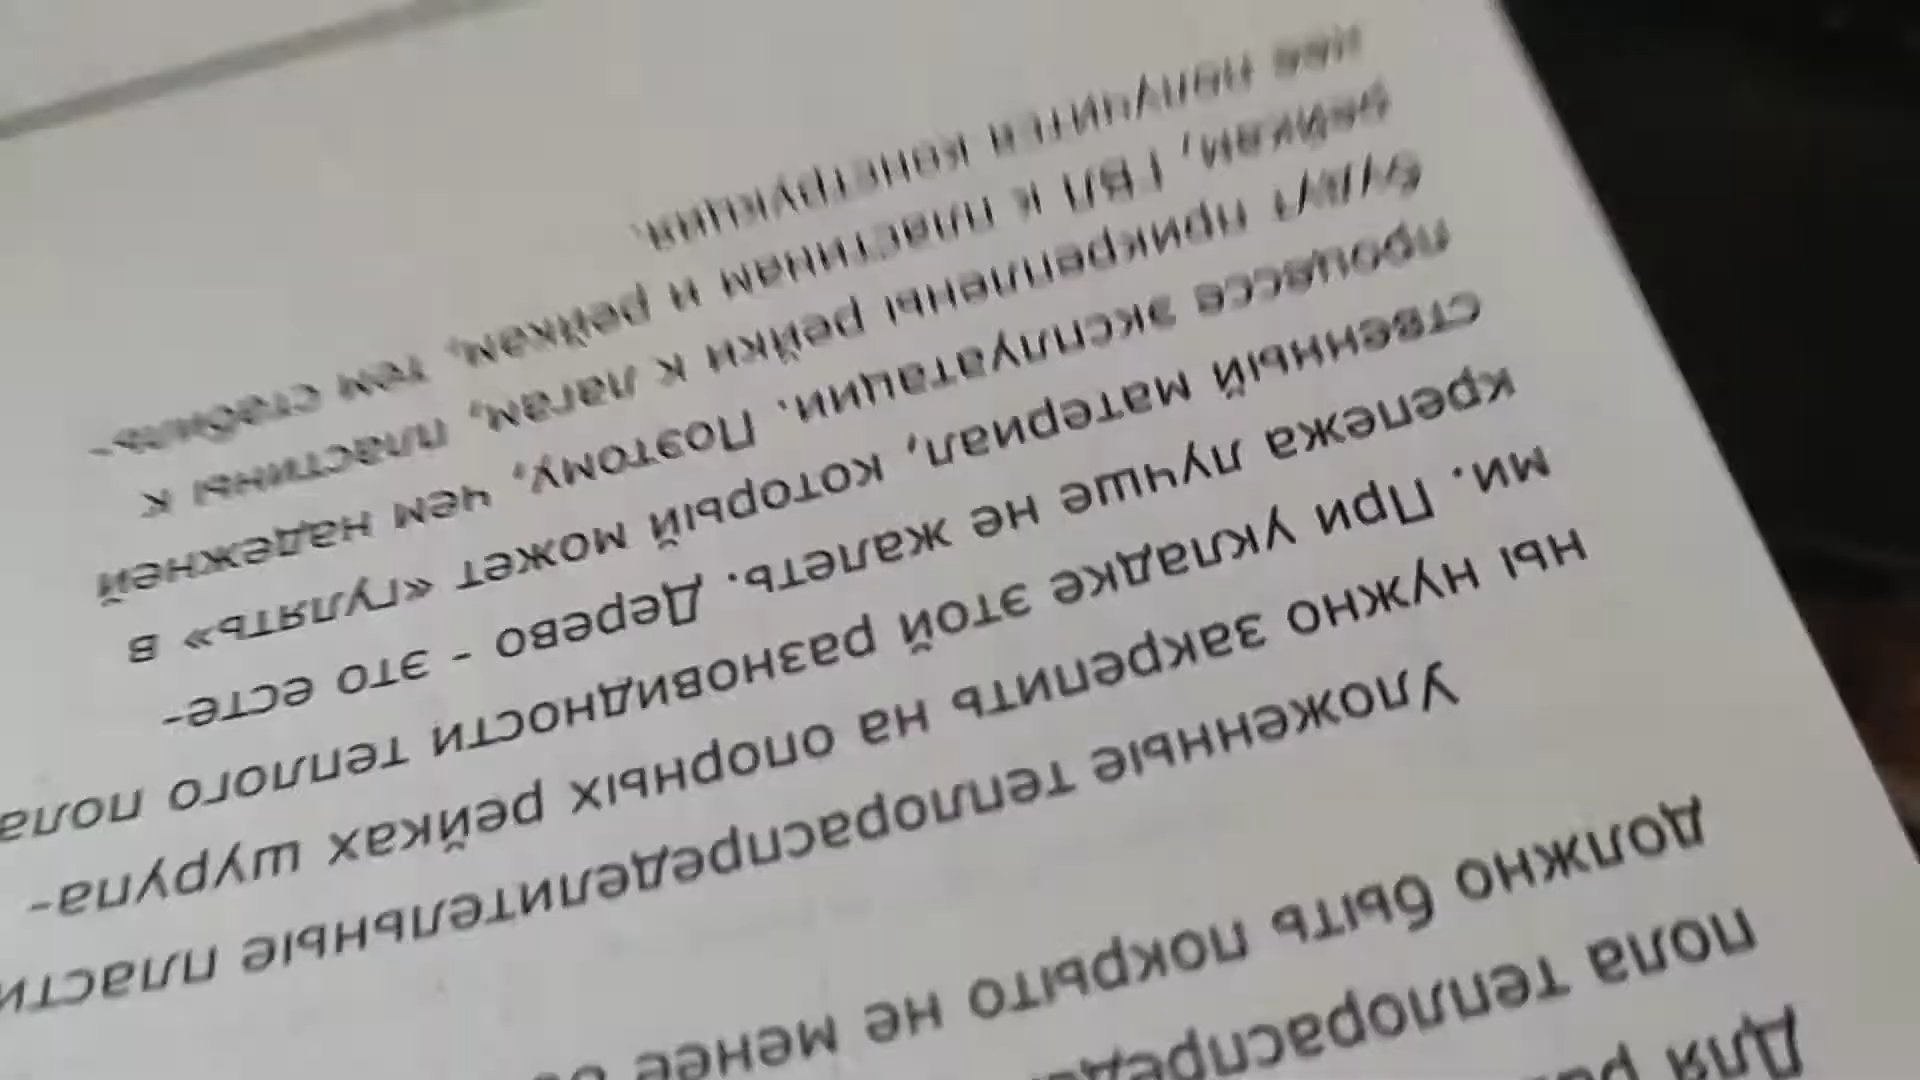 Для
пола теплораспред
должно быть покрыто не менее
Уложенные теплораспределительные пласти
ны нужно закрепить на опорных рейках шурупа-
ми. При укладке этой разновидности теплого пола
крепежа лучше не жалеть. Дерево - это есте-
ственный материал, который может «гулять» в
процессе эксплуатации. Поэтому, чем надежней
будут прикреплены рейки к лагам, пластины к
рейкам, ГВЛ к пластинам и рейкам, тем стабиль-
нее получится конструкция.